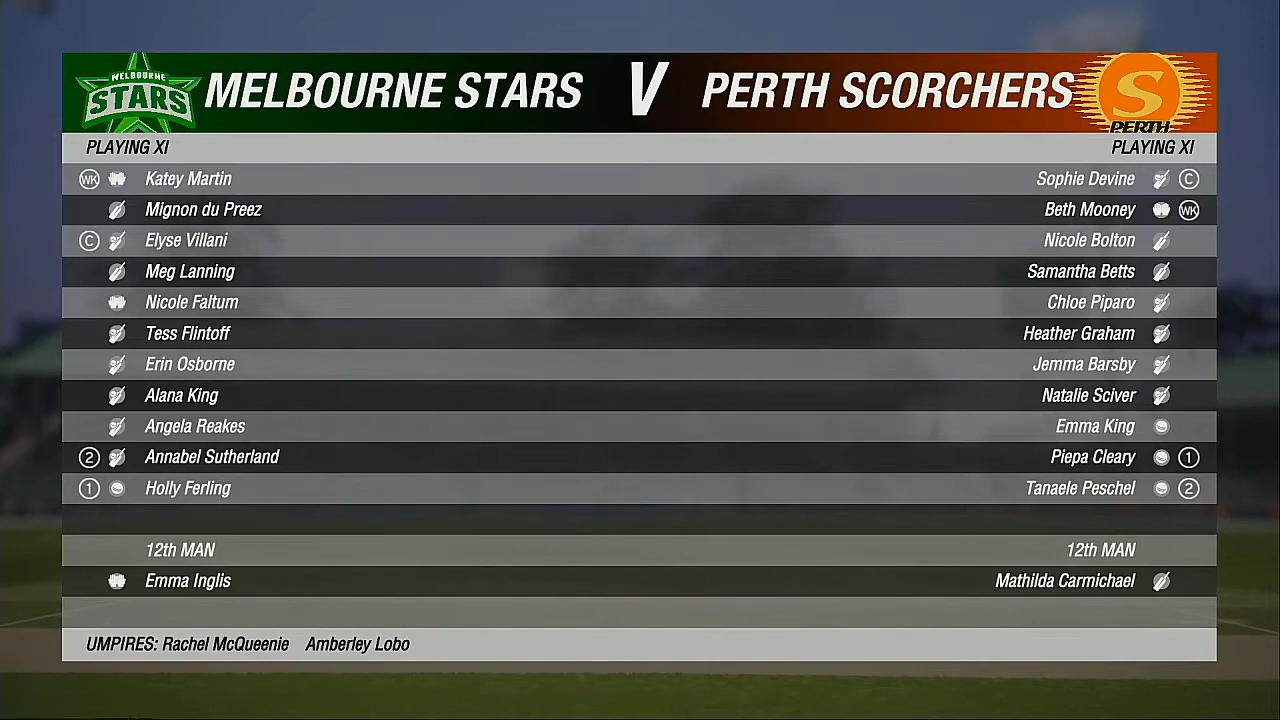 MELBOURNE STARS MELBOURNE STARS V PERTH SCORCHERS S PERTH
PLAYING XI PLAYING XI
WK Katey Martin Sophie Devine C
Mignon du Preez Beth Mooney WK
C Elyse Villani Nicole Bolton
Meg Lanning Samantha Betts
Nicole Faltum Chloe Piparo
Tess Flintoff Heather Graham
Erin Osborne Jemma Barsby
Alana King Natalie Sciver
Angela Reakes Emma King
2 Annabel Sutherland Piepa Cleary 1
1 Holly Ferling Tanaele Peschel 2
12th MAN 12th MAN
Emma Inglis Mathilda Carmichael
UMPIRES: Rachel McQueenie Amberley Lobo